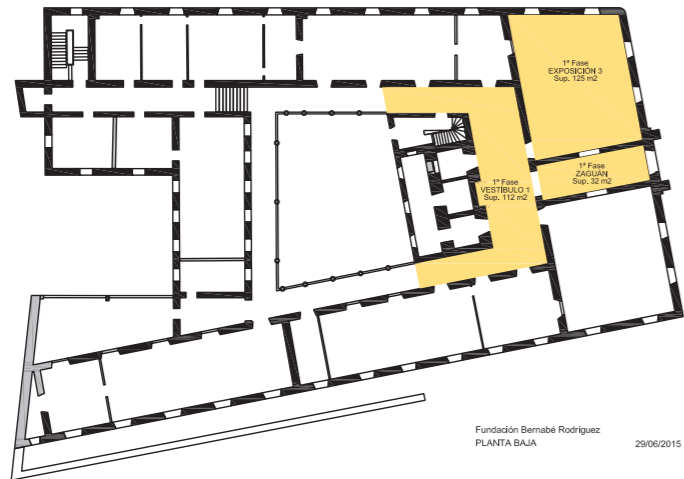 1ª Fase
EXPOSICIÓN 3
Sup. 125 m2
1ª Fase
ZAGUÁN
Sup. 32 m2
1ª Fase
VESTÍBULO 1
Sup. 112 m2
Fundación Bernabé Rodríguez
PLANTA BAJA
29/06/2015